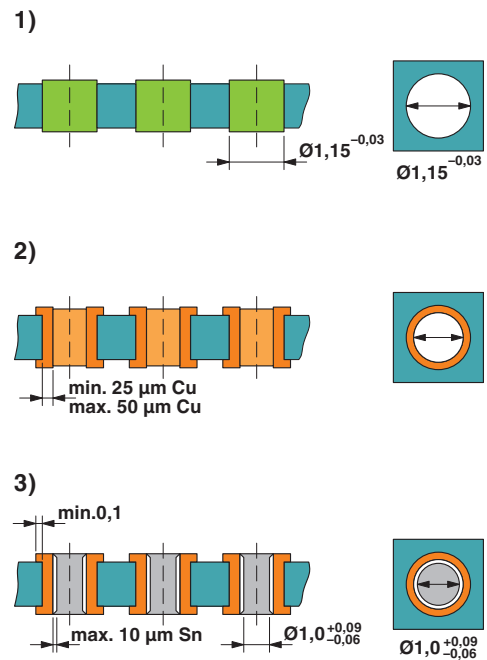 1)
Ø1,15 −0,03
Ø1,15 −0,03
2)
min. 25 µm Cu
max. 50 µm Cu
3)
min.0,1
max. 10 µm Sn
Ø1,0 +0,09 −0,06
Ø1,0 +0,09 −0,06